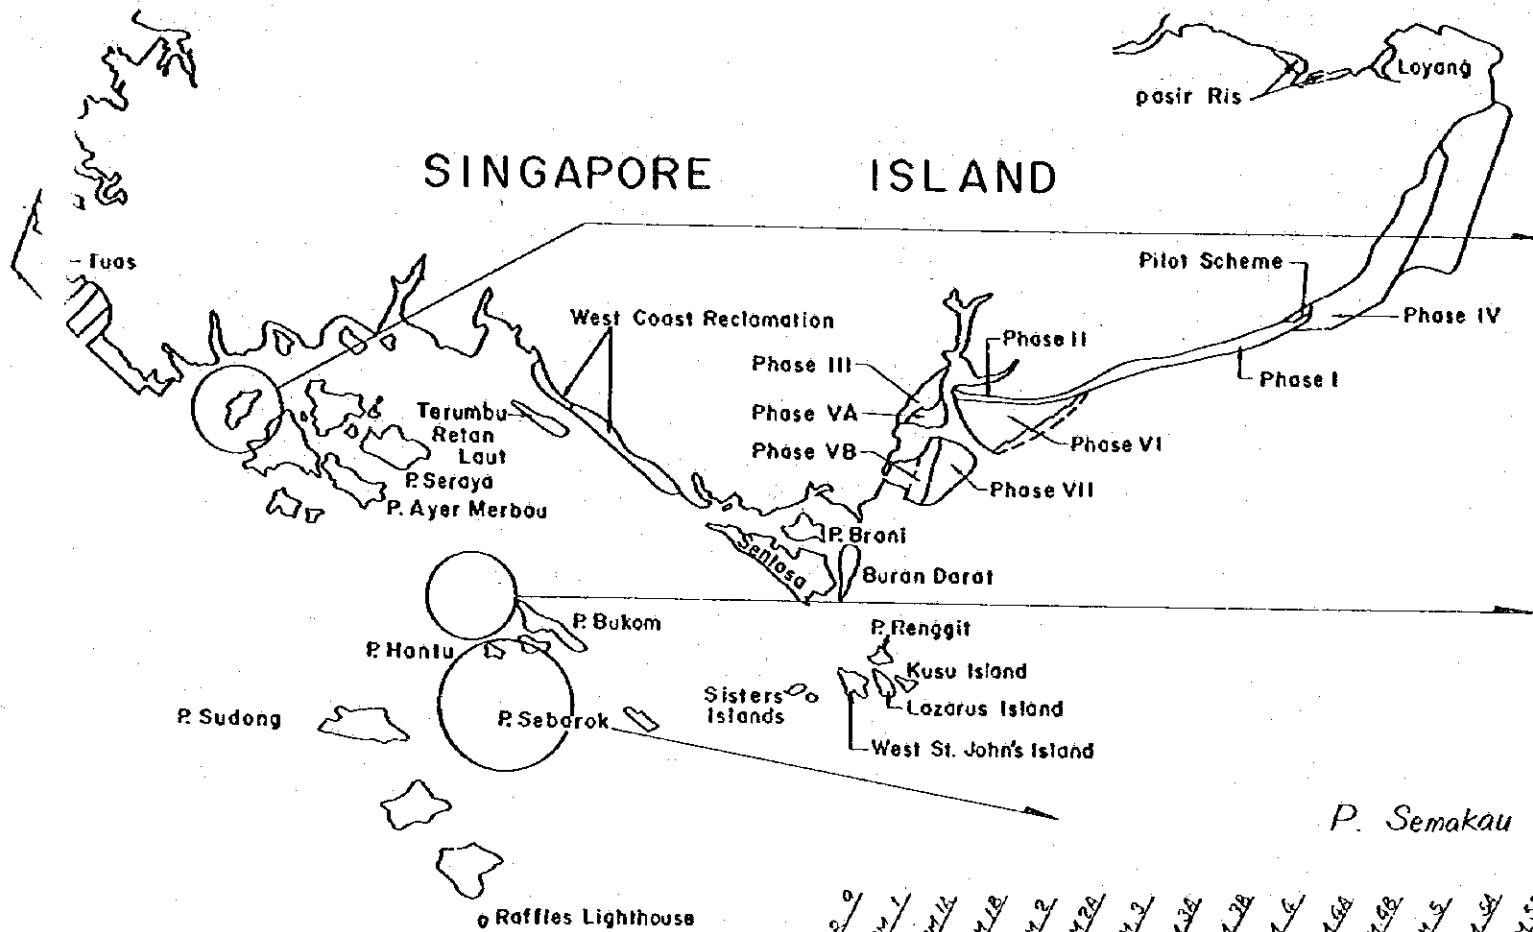 Loyang
pasir Ris
SINGAPORE ISLAND
Tuas
Pilot Scheme
West Coast Reclamation
Phase II
Phase IV
Phase III
Phase I
Terumbu
Retan
Laut
Phase VA
Phase VI
Phase VB
P. Seraya
Phase VII
P. Ayer Merbau
P. Brani
Sentosa
Buran Darat
P. Bukom
P. Renggit
P. Hantu
Kusu Island
Sisters
Islands
Lazarus Island
P. Sudong
P. Sebarok
West St. John's Island
P. Semakau
Raffles Lighthouse